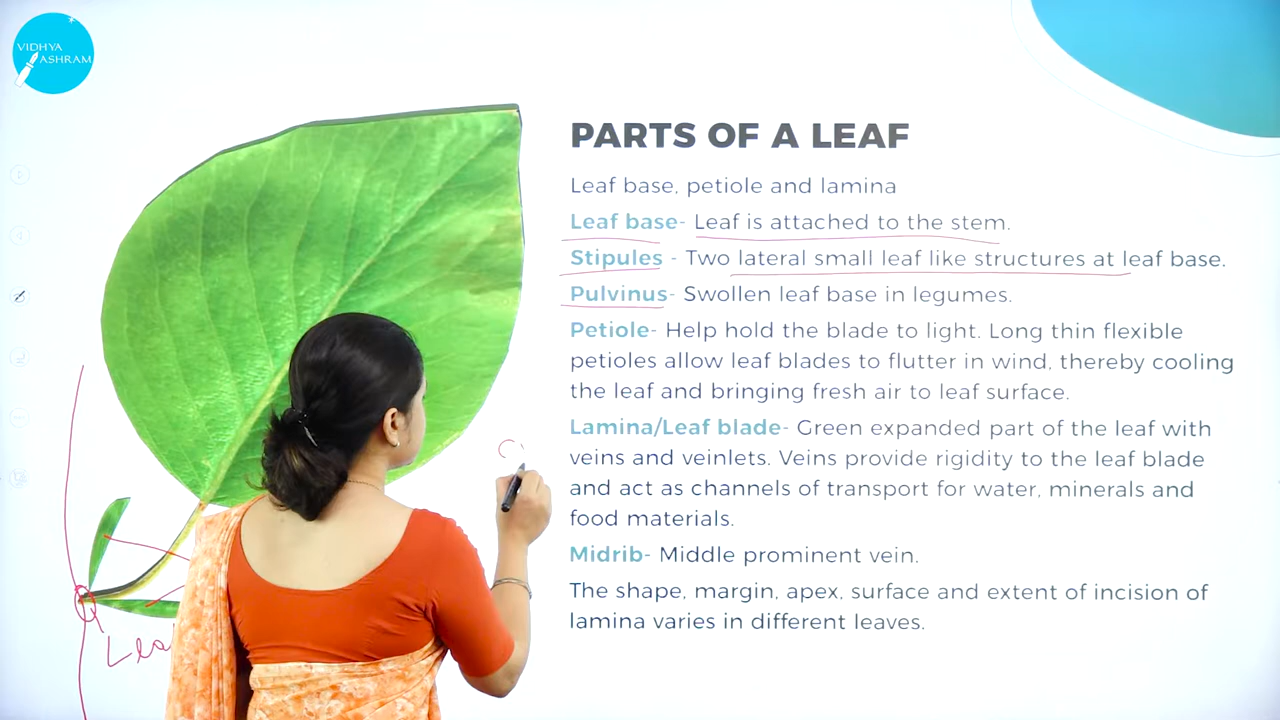 VIDHYA
ASHRAM
PARTS OF A LEAF
Leaf base, petiole and lamina
Leaf base- Leaf is attached to the stem.
Stipules - Two lateral small leaf like structures at leaf base.
Pulvinus- Swollen leaf base in legumes.
Petiole- Help hold the blade to light. Long thin flexible
petioles allow leaf blades to flutter in wind, thereby cooling
the leaf and bringing fresh air to leaf surface.
Lamina/Leaf blade- Green expanded part of the leaf with
veins and veinlets. Veins provide rigidity to the leaf blade
and act as channels of transport for water, minerals and
food materials.
Midrib- Middle prominent vein.
The shape, margin, apex, surface and extent of incision of
lamina varies in different leaves.